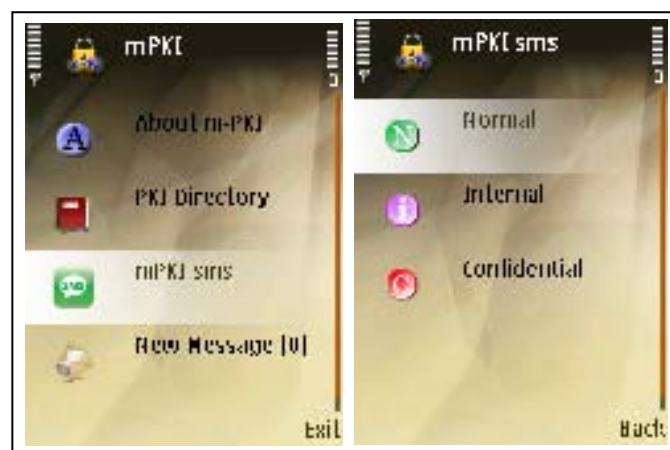 mPKI
About m-PKI
PKI Directory
mPKI sms
New Message [0]
Exit
mPKI sms
Normal
Internal
Confidential
Back